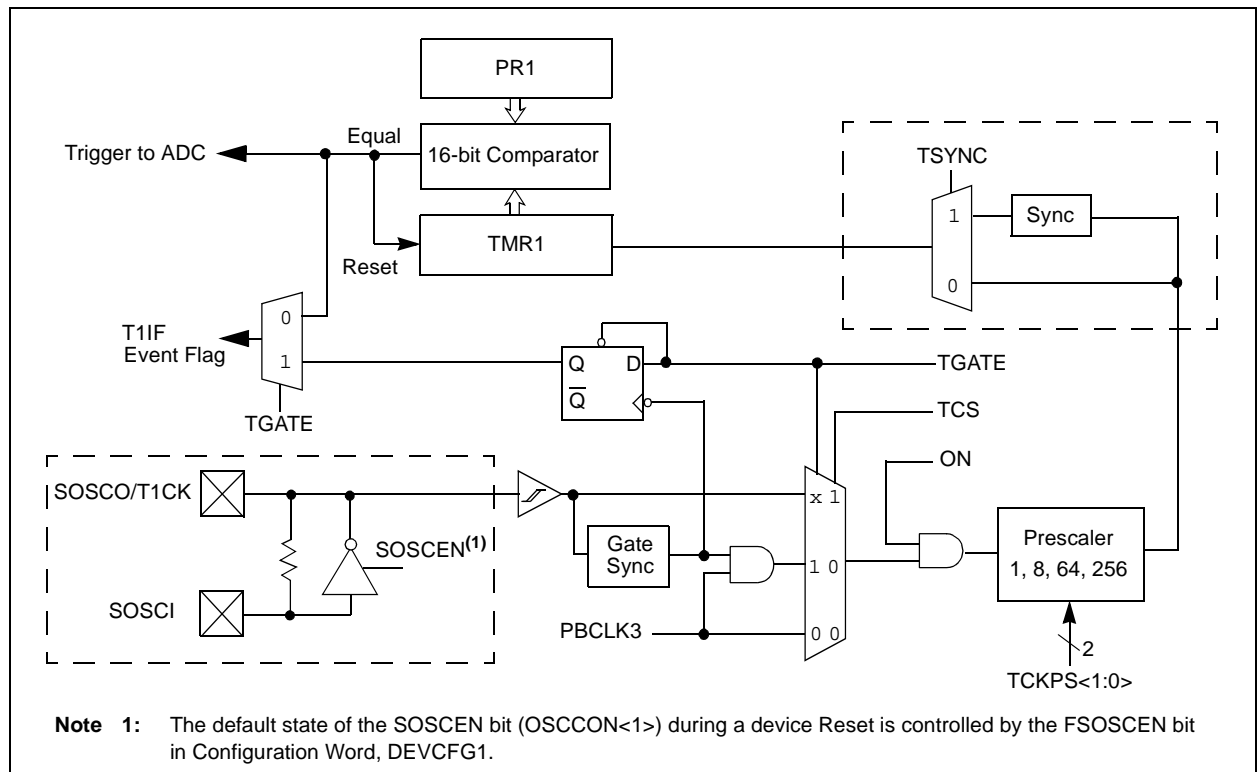 PR1
Equal
16-bit Comparator
Trigger to ADC
TSYNC
1
Sync
TMR1
Reset
0
0
T1IF
Event Flag
1
TGATE
Q
D
Q̅
TGATE
TCS
ON
SOSCO/T1CK
x 1
SOSCEN(1)
Gate
Sync
1 0
Prescaler
1, 8, 64, 256
SOSCI
PBCLK3
0 0
2
TCKPS<1:0>
Note 1: The default state of the SOSCEN bit (OSCCON<1>) during a device Reset is controlled by the FSOSCEN bit
in Configuration Word, DEVCFG1.